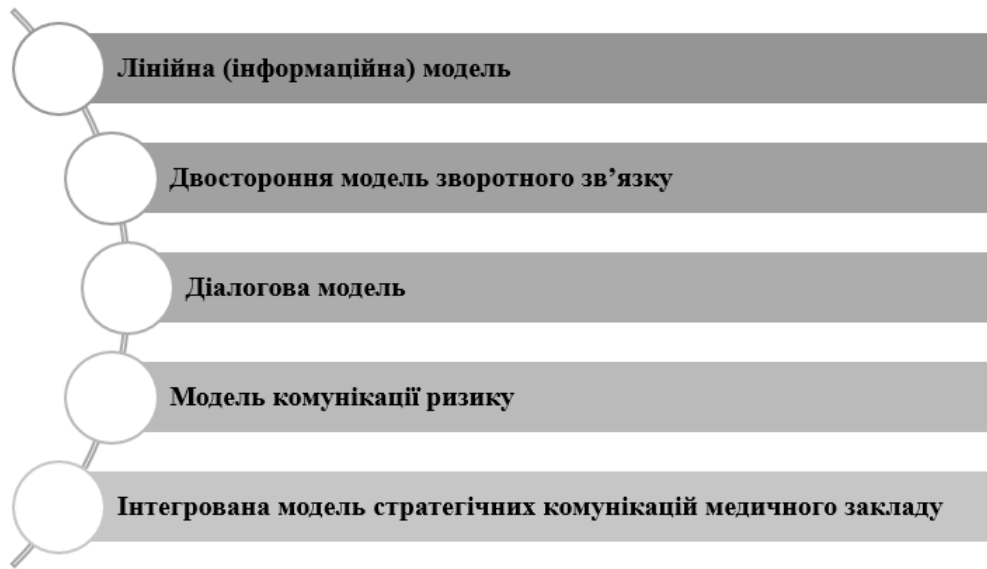 Лінійна (інформаційна) модель
Двостороння модель зворотного зв’язку
Діалогова модель
Модель комунікації ризику
Інтегрована модель стратегічних комунікацій медичного закладу